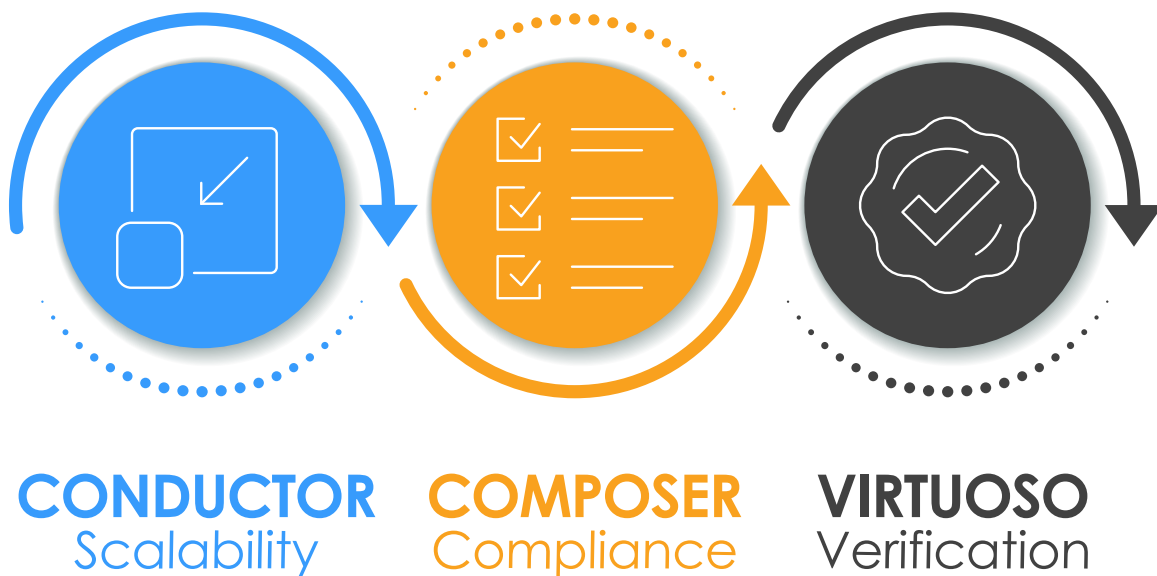 CONDUCTOR
Scalability
COMPOSER
Compliance
VIRTUOSO
Verification